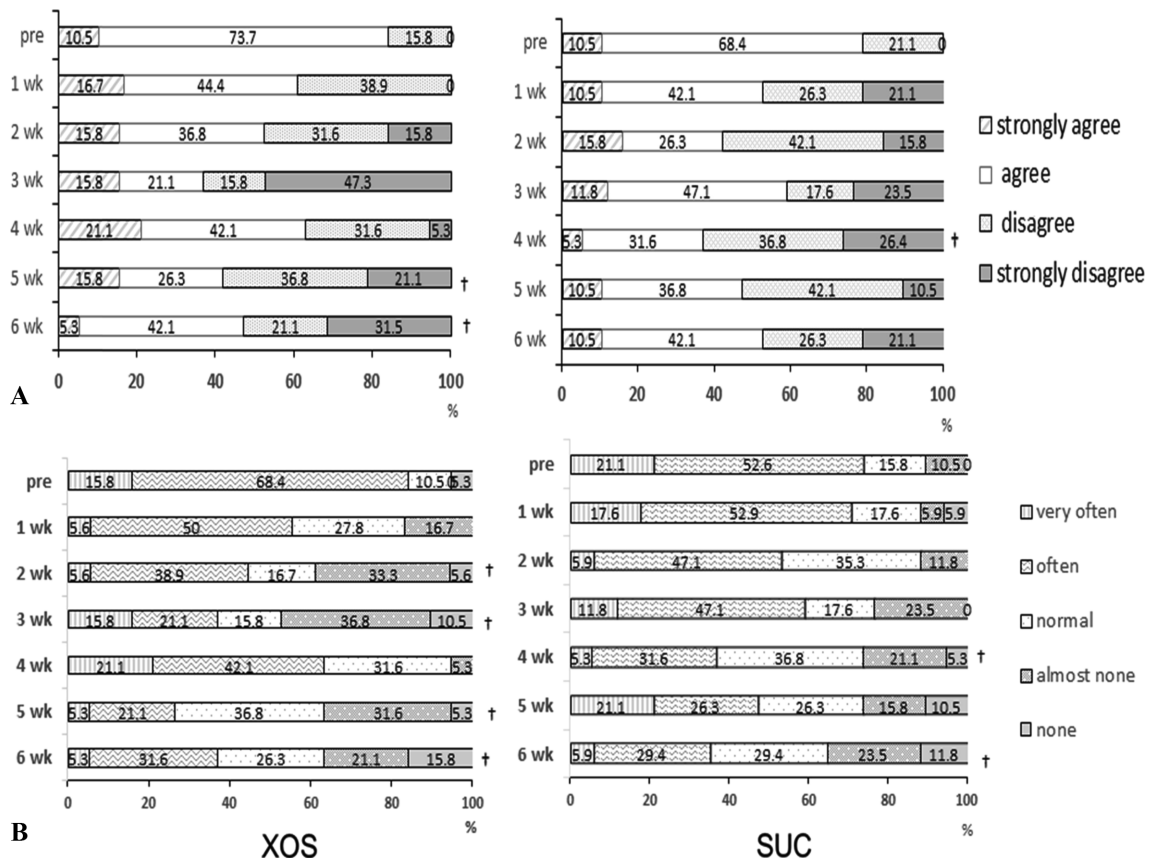 pre 10.5 73.7 15.8 0
1 wk 16.7 44.4 38.9 0
2 wk 15.8 36.8 31.6 15.8
3 wk 15.8 21.1 15.8 47.3
4 wk 21.1 42.1 31.6 5.3
5 wk 15.8 26.3 36.8 21.1 †
6 wk 5.3 42.1 21.1 31.5 †
0 20 40 60 80 100
%
A
pre 10.5 68.4 21.1 0
1 wk 10.5 42.1 26.3 21.1
2 wk 15.8 26.3 42.1 15.8
3 wk 11.8 47.1 17.6 23.5
4 wk 5.3 31.6 36.8 26.4 †
5 wk 10.5 36.8 42.1 10.5
6 wk 10.5 42.1 26.3 21.1
0 20 40 60 80 100
%
strongly agree
agree
disagree
strongly disagree
pre 15.8 68.4 10.5 0 5.3
1 wk 5.6 50 27.8 16.7
2 wk 5.6 38.9 16.7 33.3 5.6 †
3 wk 15.8 21.1 15.8 36.8 10.5 †
4 wk 21.1 42.1 31.6 5.3
5 wk 5.3 21.1 36.8 31.6 5.3 †
6 wk 5.3 31.6 26.3 21.1 15.8 †
0 20 40 60 80 100
%
B
XOS
pre 21.1 52.6 15.8 10.5 0
1 wk 17.6 52.9 17.6 5.9 5.9
2 wk 5.9 47.1 35.3 11.8
3 wk 11.8 47.1 17.6 23.5 0
4 wk 5.3 31.6 36.8 21.1 5.3 †
5 wk 21.1 26.3 26.3 15.8 10.5
6 wk 5.9 29.4 29.4 23.5 11.8 †
0 20 40 60 80 100
%
SUC
very often
often
normal
almost none
none